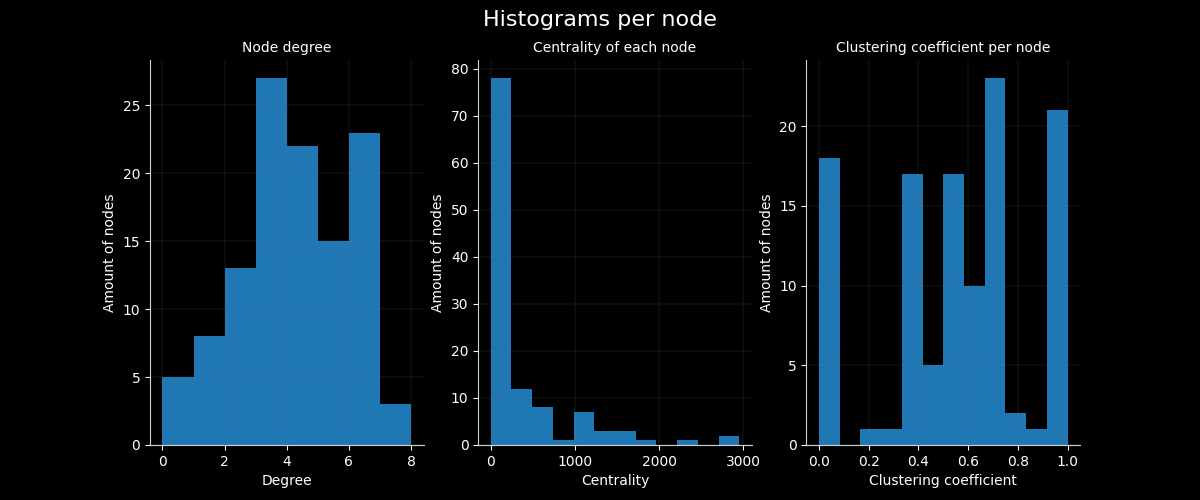 Histograms per node
Node degree
Amount of nodes
25
20
15
10
5
0
0 2 4 6 8
Degree
Centrality of each node
Amount of nodes
80
70
60
50
40
30
20
10
0
0 1000 2000 3000
Centrality
Clustering coefficient per node
Amount of nodes
20
15
10
5
0
0.0 0.2 0.4 0.6 0.8 1.0
Clustering coefficient